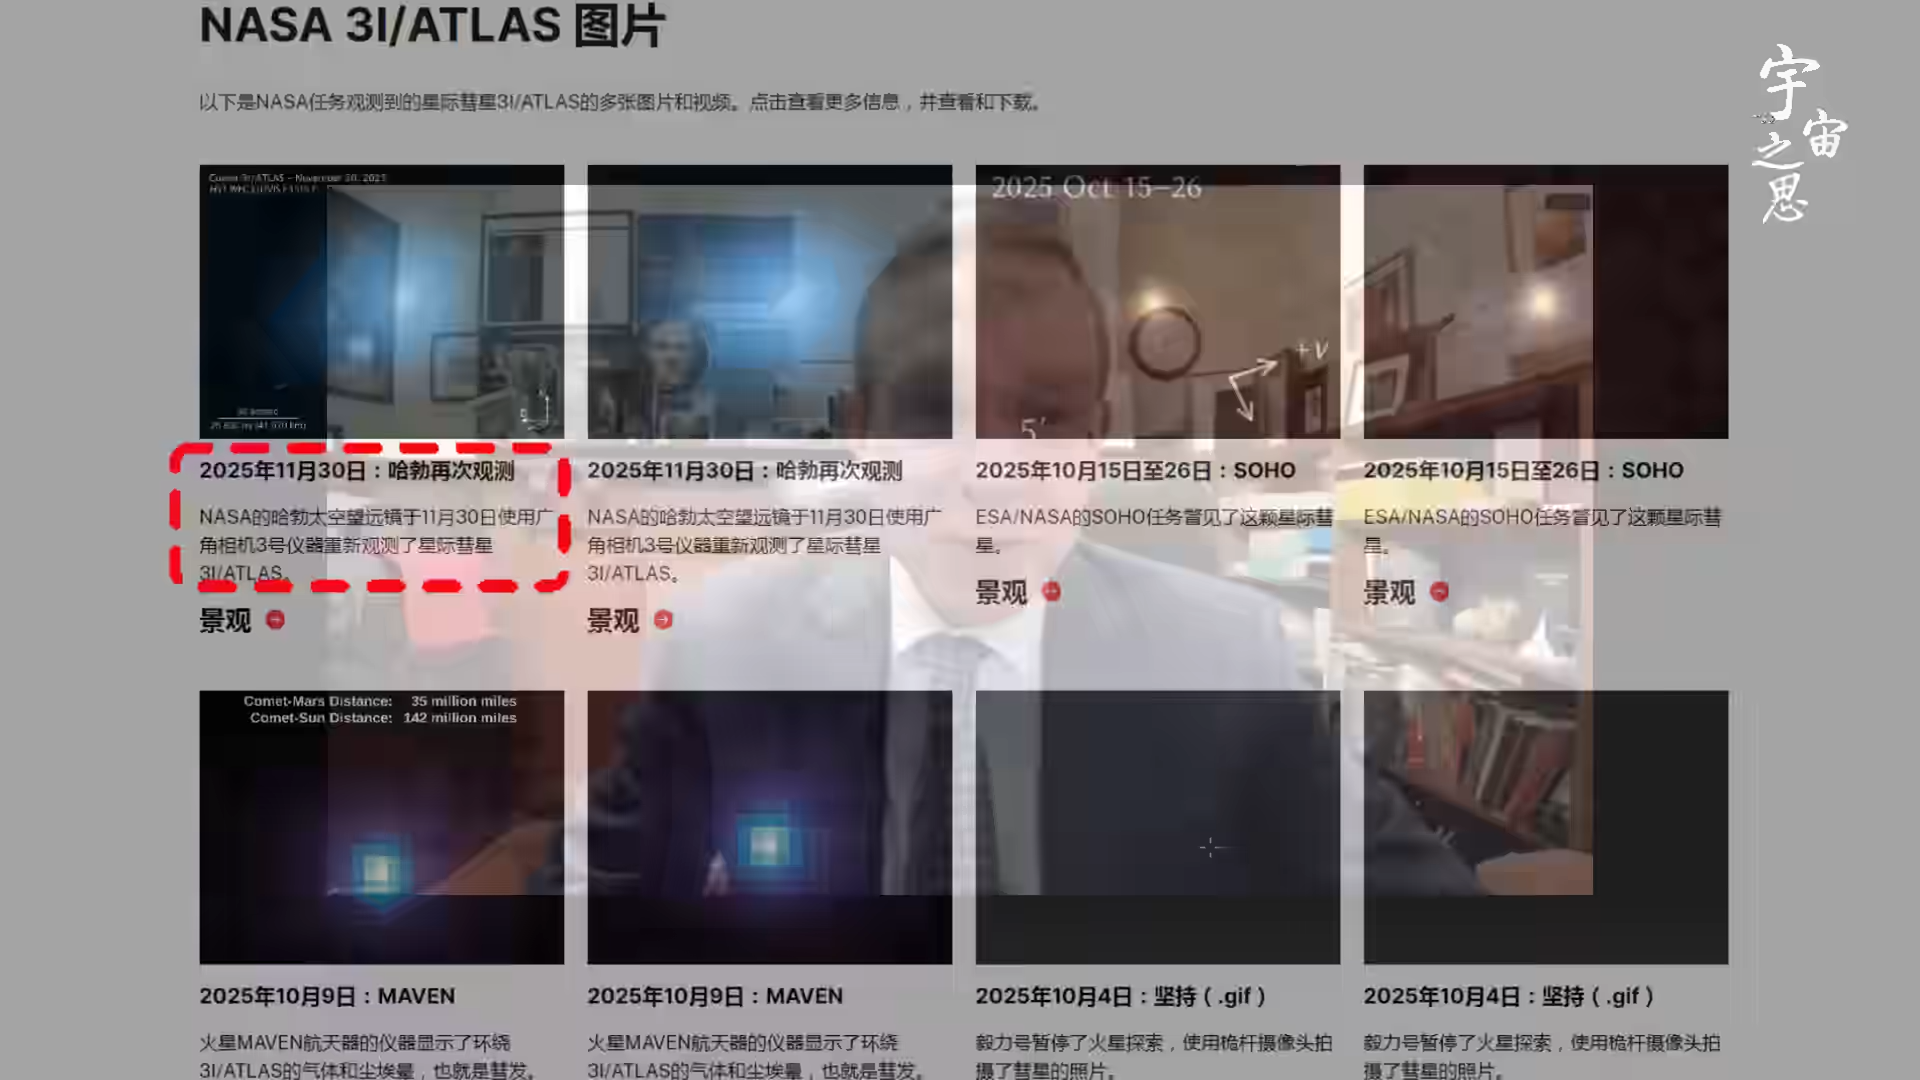 NASA 3I/ATLAS 图片
以下是NASA任务观测到的星际彗星3I/ATLAS的多张图片和视频。点击查看更多信息，并查看和下载。
宇宙之思
Comet 3I/ATLAS – November 30, 2025
2025 Oct 15–26
+V
5'
2025年11月30日：哈勃再次观测
NASA的哈勃太空望远镜于11月30日使用广
角相机3号仪器重新观测了星际彗星
3I/ATLAS。
景观
2025年11月30日：哈勃再次观测
NASA的哈勃太空望远镜于11月30日使用广
角相机3号仪器重新观测了星际彗星
3I/ATLAS。
景观
2025年10月15日至26日：SOHO
ESA/NASA的SOHO任务瞥见了这颗星际彗
星。
景观
2025年10月15日至26日：SOHO
ESA/NASA的SOHO任务瞥见了这颗星际彗
星。
景观
Comet-Mars Distance: 35 million miles
Comet-Sun Distance: 142 million miles
2025年10月9日：MAVEN
火星MAVEN航天器的仪器显示了环绕
3I/ATLAS的气体和尘埃晕，也就是彗发。
2025年10月9日：MAVEN
火星MAVEN航天器的仪器显示了环绕
3I/ATLAS的气体和尘埃晕，也就是彗发。
2025年10月4日：坚持（.gif）
毅力号暂停了火星探索，使用桅杆摄像头拍
摄了彗星的照片。
2025年10月4日：坚持（.gif）
毅力号暂停了火星探索，使用桅杆摄像头拍
摄了彗星的照片。